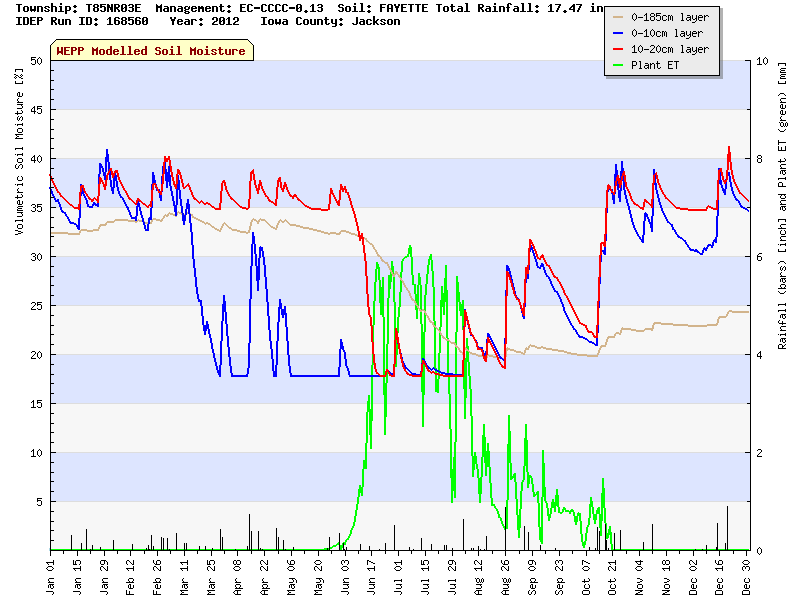 Township: T85NR03E  Management: EC-CCCC-0.13  Soil: FAYETTE Total Rainfall: 17.47 in
IDEP Run ID: 168560   Year: 2012   Iowa County: Jackson
0-185cm layer
0-10cm layer
10-20cm layer
Plant ET
WEPP Modelled Soil Moisture
Volumetric Soil Moisture [%]
50
45
40
35
30
25
20
15
10
5
10
8
6
4
2
0
Rainfall (bars) [inch] and Plant ET (green) [mm]
Jan 01
Jan 15
Jan 29
Feb 12
Feb 26
Mar 11
Mar 25
Apr 08
Apr 22
May 06
May 20
Jun 03
Jun 17
Jul 01
Jul 15
Jul 29
Aug 12
Aug 26
Sep 09
Sep 23
Oct 07
Oct 21
Nov 04
Nov 18
Dec 02
Dec 16
Dec 30